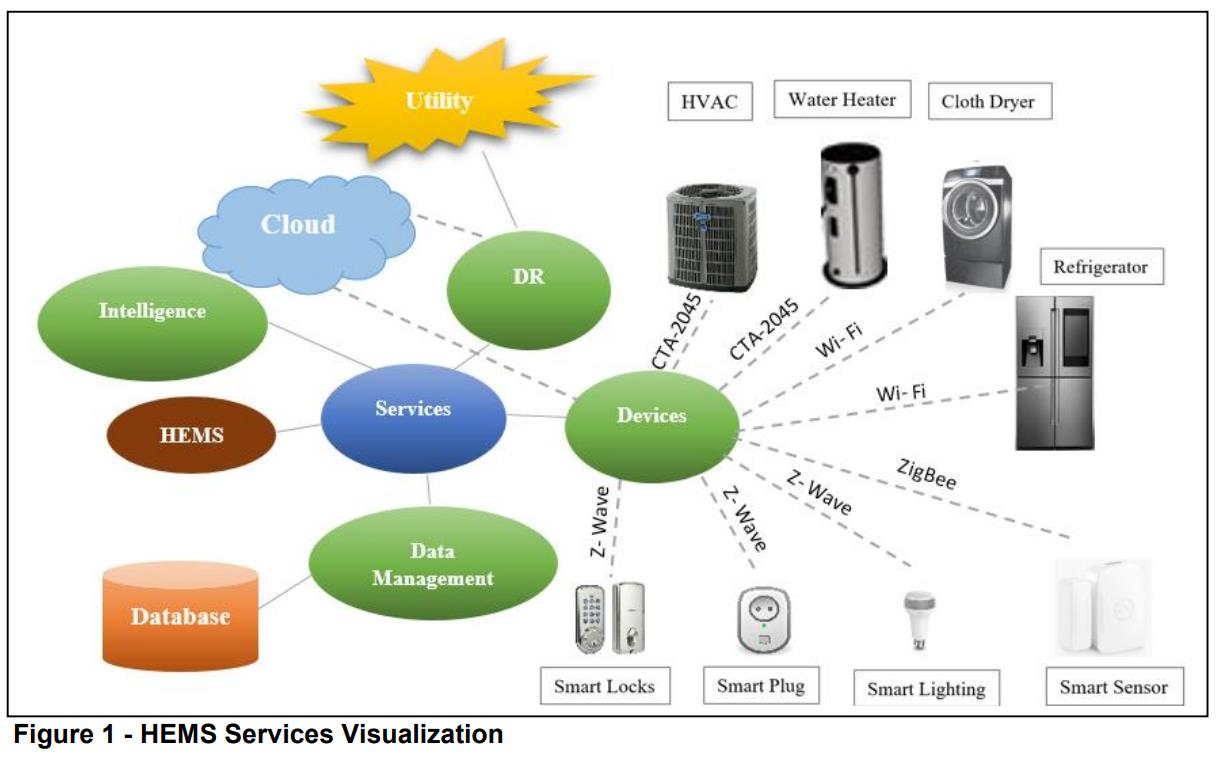 Utility
HVAC
Water Heater
Cloth Dryer
Cloud
DR
Refrigerator
Intelligence
CTA-2045
CTA-2045
Wi- Fi
Wi- Fi
Services
Devices
HEMS
ZigBee
Z- Wave
Z- Wave
Z- Wave
Data
Management
Database
Smart Locks
Smart Plug
Smart Lighting
Smart Sensor
Figure 1 - HEMS Services Visualization